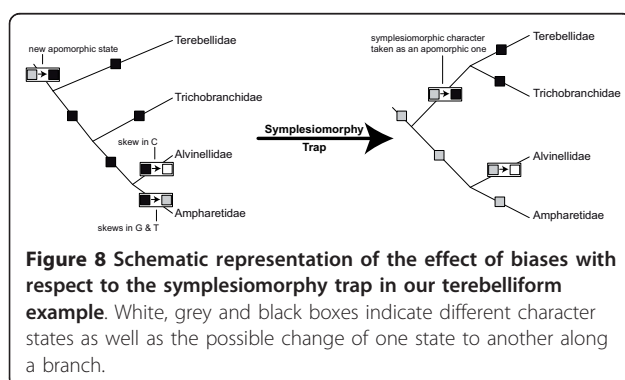 new apomorphic state
Terebellidae
Trichobranchidae
skew in C
Alvinellidae
Ampharetidae
skews in G & T
Symplesiomorphy
Trap
symplesiomorphic character
taken as an apomorphic one
Terebellidae
Trichobranchidae
Alvinellidae
Ampharetidae
Figure 8 Schematic representation of the effect of biases with
respect to the symplesiomorphy trap in our terebelliform
example. White, grey and black boxes indicate different character
states as well as the possible change of one state to another along
a branch.